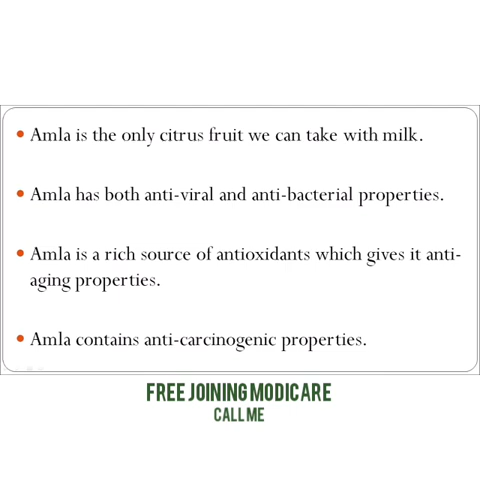 • Amla is the only citrus fruit we can take with milk.
• Amla has both anti-viral and anti-bacterial properties.
• Amla is a rich source of antioxidants which gives it anti-
aging properties.
• Amla contains anti-carcinogenic properties.
FREE JOINING MODICARE
CALL ME